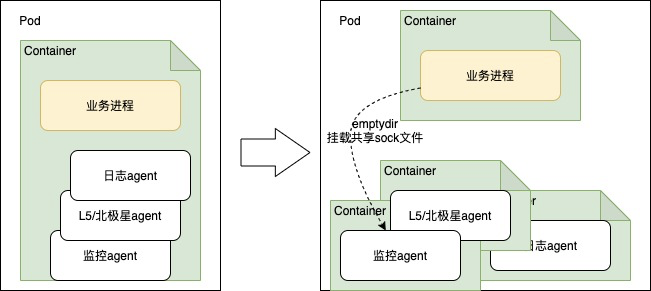 Pod
Container
业务进程
日志agent
L5/北极星agent
监控agent
Pod
Container
业务进程
emptydir
挂载共享sock文件
Container
Container
L5/北极星agent
监控agent
er
日志agent